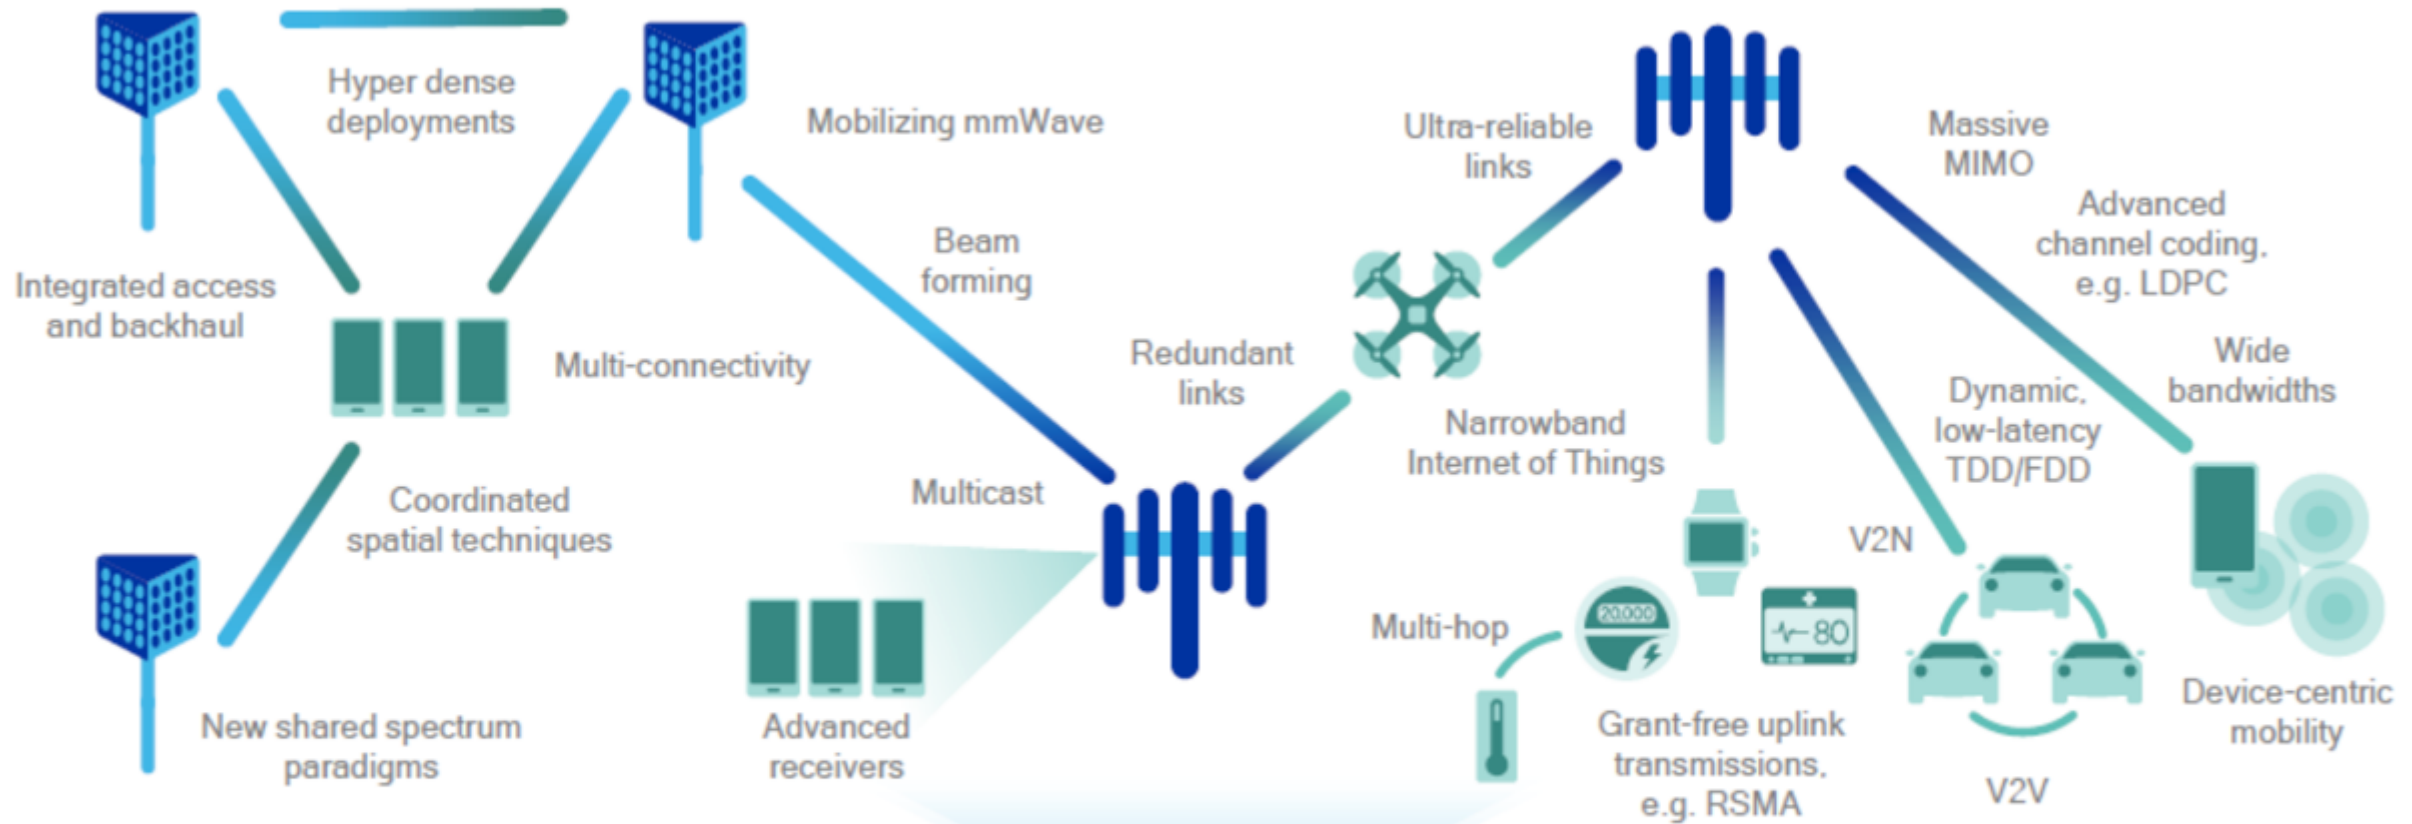 Hyper dense
deployments
Integrated access
and backhaul
Multi-connectivity
Coordinated
spatial techniques
New shared spectrum
paradigms
Mobilizing mmWave
Beam
forming
Multicast
Advanced
receivers
Redundant
links
Ultra-reliable
links
Narrowband
Internet of Things
Multi-hop
20.000
80
Grant-free uplink
transmissions,
e.g. RSMA
Massive
MIMO
Advanced
channel coding,
e.g. LDPC
Wide
bandwidths
Dynamic,
low-latency
TDD/FDD
V2N
V2V
Device-centric
mobility